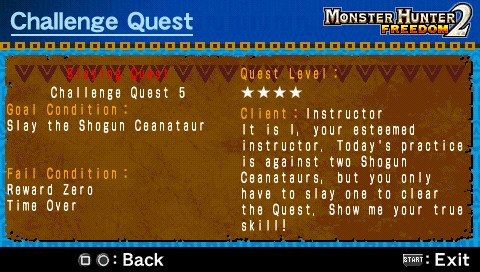 Challenge Quest
MONSTER HUNTER
FREEDOM 2
Slaying Quest
Challenge Quest 5
Goal Condition:
Slay the Shogun Ceanataur
Fail Condition:
Reward Zero
Time Over
Quest Level:
★★★★
Client: Instructor
It is I, your esteemed
instructor. Today's practice
is against two Shogun
Ceanataurs, but you only
have to slay one to clear
the Quest. Show me your true
skill!
: Back
START: Exit